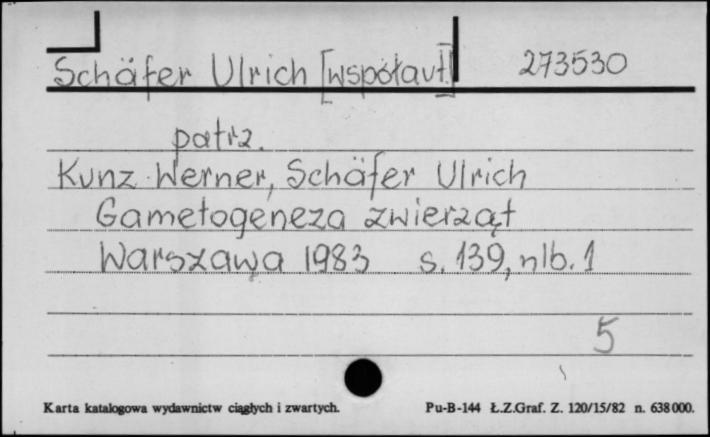 Schäfer Ulrich [współaut.] 273530
patrz.
Kunz Werner, Schäfer Ulrich
Gametogeneza zwierząt
Warszawa 1983 s. 139, nlb. 1
5
Karta katalogowa wydawnictw ciągłych i zwartych. Pu-B-144 Ł.Z.Graf. Z. 120/15/82 n. 638000.